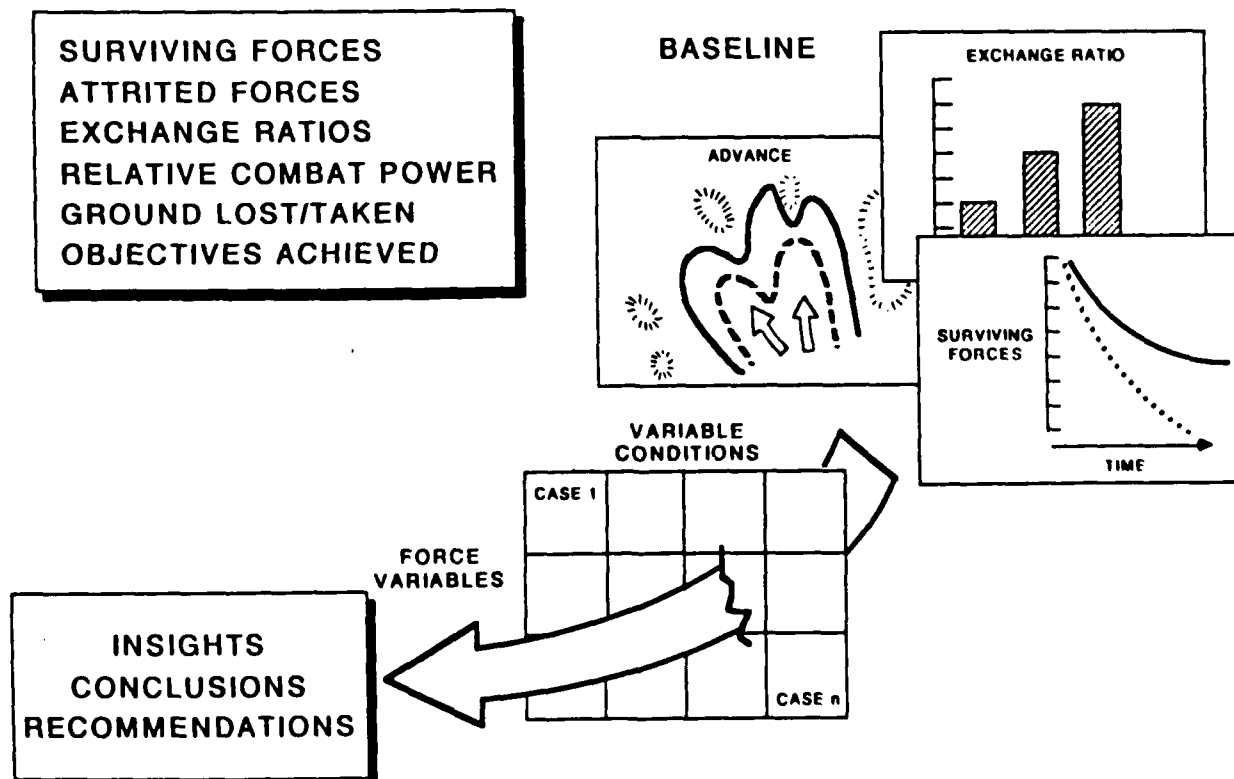 SURVIVING FORCES
ATTRITED FORCES
EXCHANGE RATIOS
RELATIVE COMBAT POWER
GROUND LOST/TAKEN
OBJECTIVES ACHIEVED
BASELINE
EXCHANGE RATIO
ADVANCE
SURVIVING
FORCES
TIME
VARIABLE
CONDITIONS
CASE 1
FORCE
VARIABLES
CASE n
INSIGHTS
CONCLUSIONS
RECOMMENDATIONS